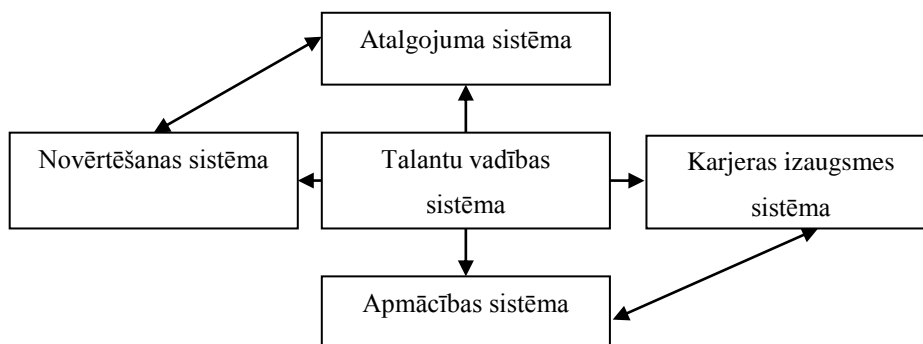 Atalgojuma sistēma
Novērtēšanas sistēma
Talantu vadības
sistēma
Karjeras izaugsmes
sistēma
Apmācības sistēma